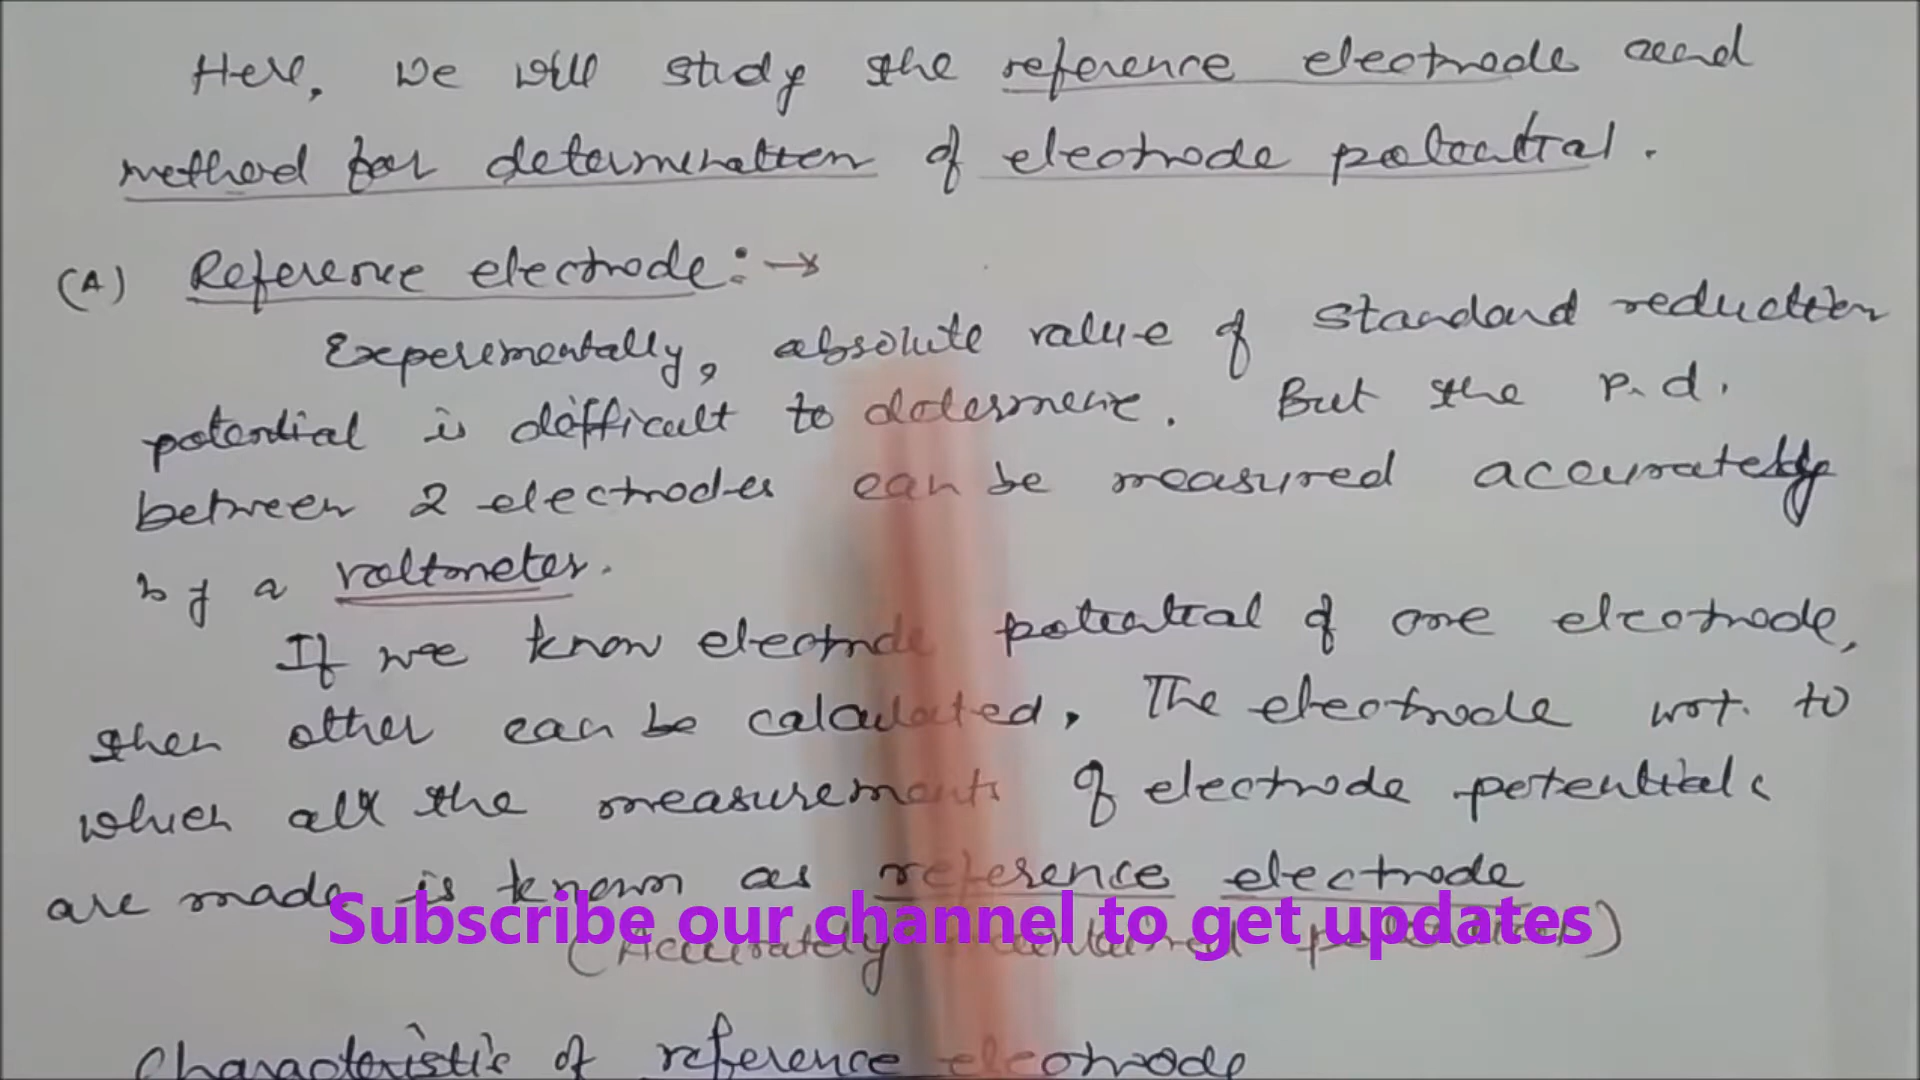 Here, we will study the reference electrode and
method for determination of electrode potential.
(A) Reference electrode :→
Experimentally, absolute value of standard reduction
potential is difficult to determine. But the p.d.
between 2 electrodes can be measured accurately
by a voltmeter.
If we know electrode potential of one electrode,
then other can be calculated. The electrode w.r.t. to
which all the measurements of electrode potentials
are made is known as reference electrode
Subscribe our channel to get updates
(Accurately maintained potential)
Characteristic's of reference electrode